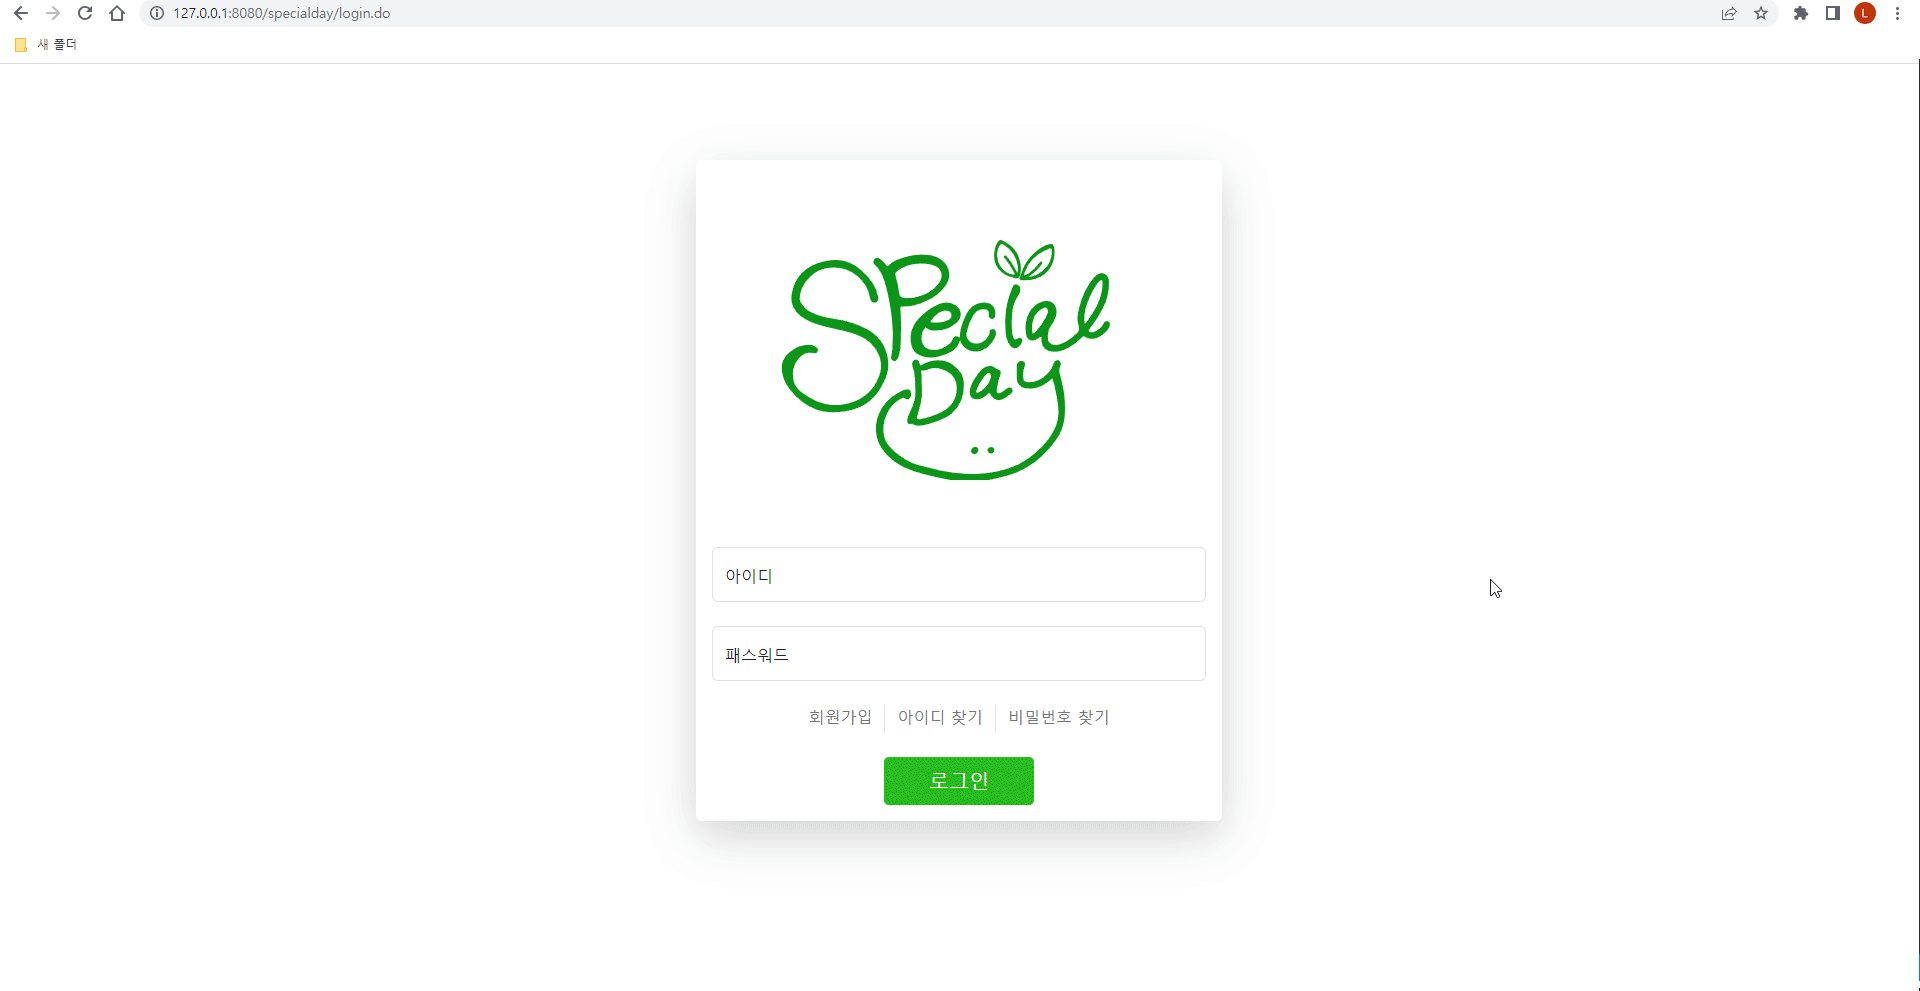 127.0.0.1:8080/specialday/login.do
L
새 폴더
Special
Day
아이디
패스워드
회원가입 아이디 찾기 비밀번호 찾기
로그인